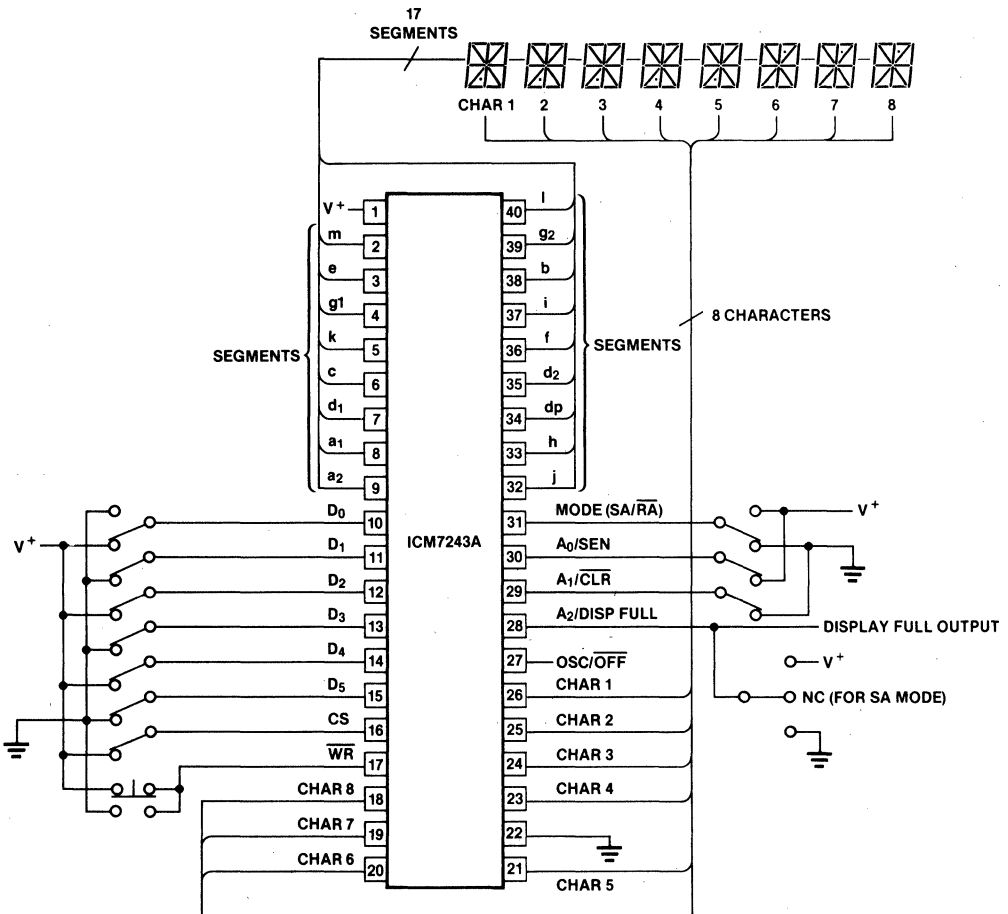 17
SEGMENTS
CHAR 1 2 3 4 5 6 7 8
V+ 1 40 l
m 2 39 g2
e 3 38 b
g1 4 37 i
8 CHARACTERS
k 5 36 f
SEGMENTS SEGMENTS
c 6 35 d2
d1 7 34 dp
a1 8 33 h
a2 9 32 j
D0 10 31 MODE (SA/R̅A̅) V+
V+ ICM7243A
D1 11 30 A0/SEN
D2 12 29 A1/C̅L̅R̅
D3 13 28 A2/DISP FULL DISPLAY FULL OUTPUT
D4 14 27 OSC/O̅F̅F̅ V+
D5 15 26 CHAR 1 NC (FOR SA MODE)
CS 16 25 CHAR 2
W̅R̅ 17 24 CHAR 3
CHAR 8 18 23 CHAR 4
CHAR 7 19 22
CHAR 6 20 21 CHAR 5